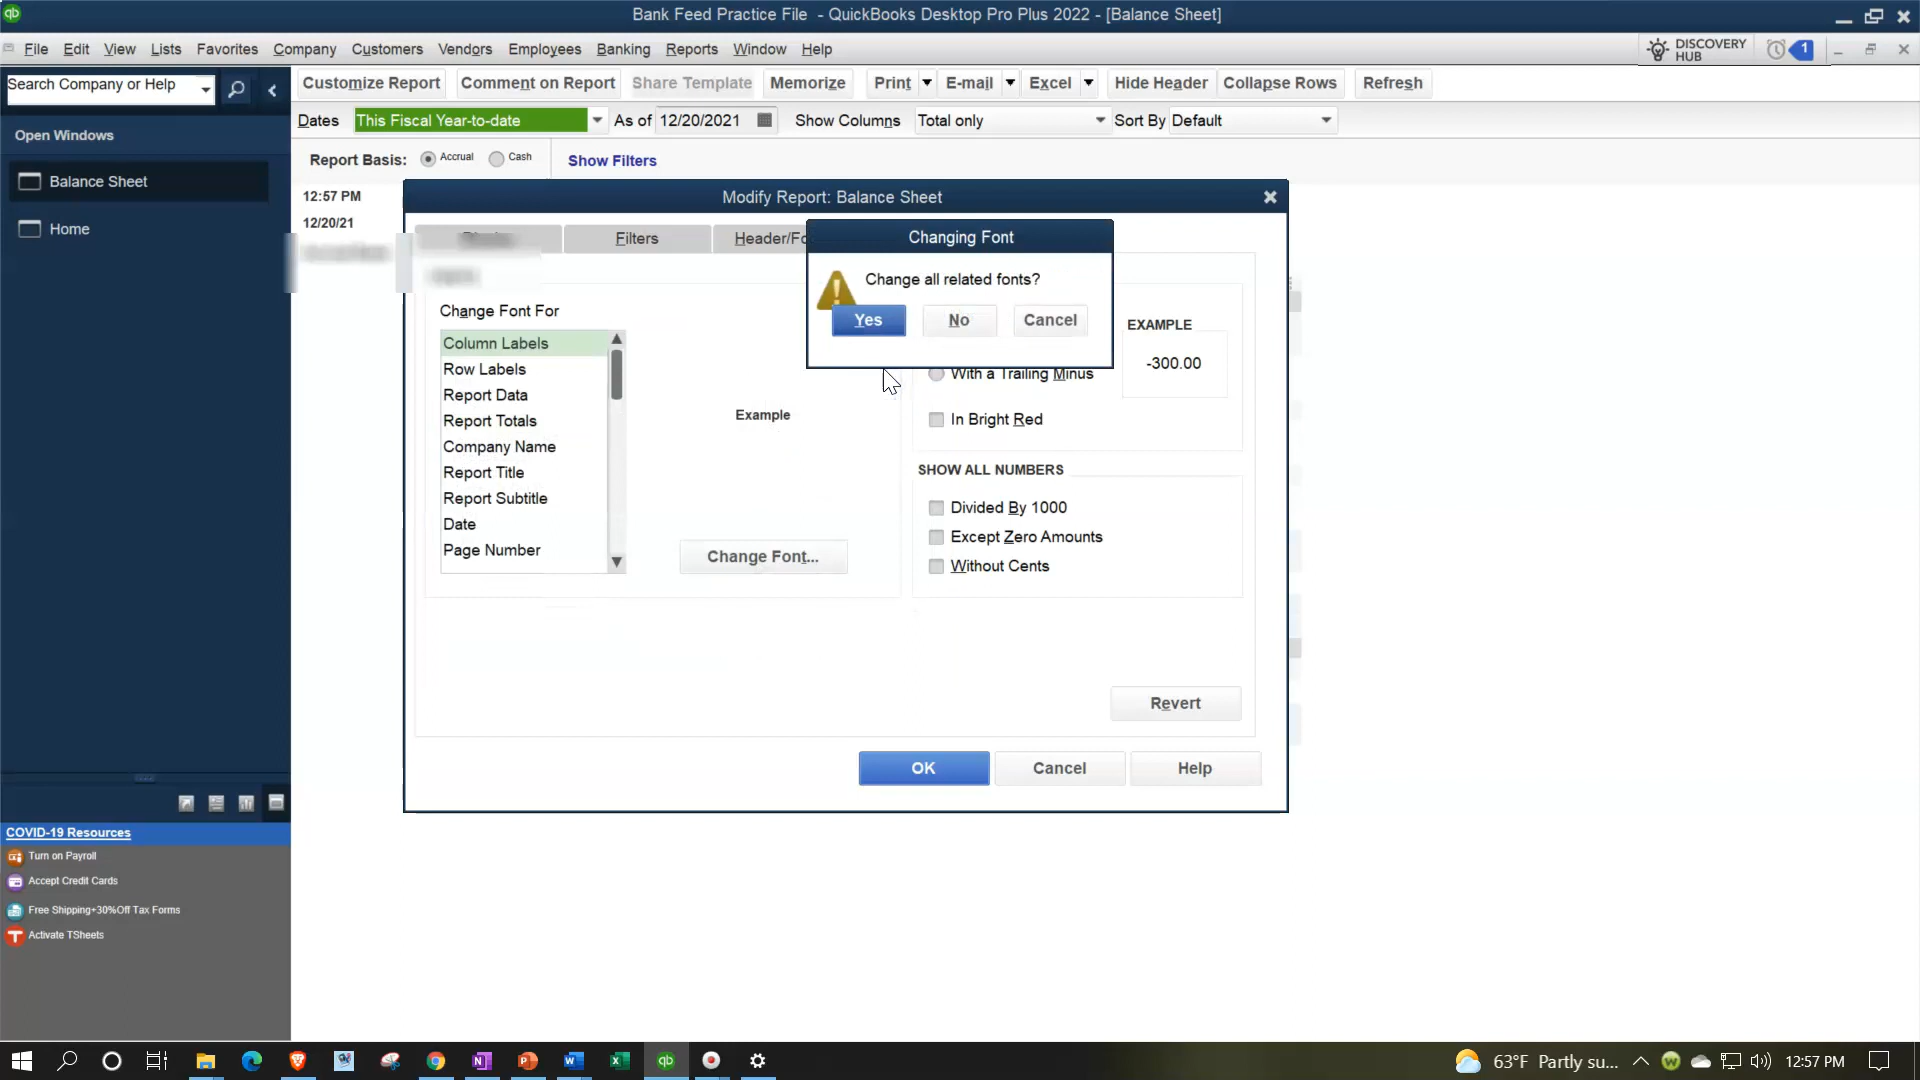 Bank Feed Practice File - QuickBooks Desktop Pro Plus 2022 - [Balance Sheet]
File Edit View Lists Favorites Company Customers Vendors Employees Banking Reports Window Help
DISCOVERY HUB
1
Search Company or Help
Customize Report Comment on Report Share Template Memorize Print E-mail Excel Hide Header Collapse Rows Refresh
Dates This Fiscal Year-to-date As of 12/20/2021 Show Columns Total only Sort By Default
Open Windows
Report Basis: Accrual Cash Show Filters
Balance Sheet
Home
12:57 PM
12/20/21
Modify Report: Balance Sheet
Filters
Header/Fo
Changing Font
Change all related fonts?
Yes No Cancel
Change Font For
Column Labels
Row Labels
Report Data
Report Totals
Company Name
Report Title
Report Subtitle
Date
Page Number
Example
Change Font...
EXAMPLE
-300.00
With a Trailing Minus
In Bright Red
SHOW ALL NUMBERS
Divided By 1000
Except Zero Amounts
Without Cents
Revert
OK Cancel Help
COVID-19 Resources
Turn on Payroll
Accept Credit Cards
Free Shipping+30%Off Tax Forms
Activate TSheets
63°F Partly su... 12:57 PM